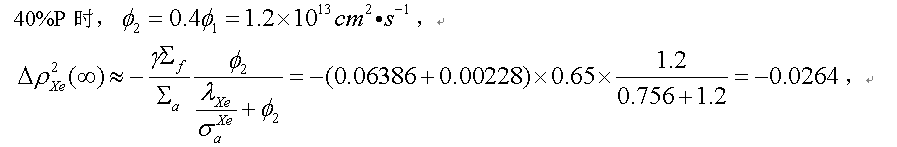 40%P 时， ϕ₂ = 0.4ϕ₁ = 1.2×10¹³ cm²•s⁻¹ ，
Δρ²_Xe(∞) ≈ −(γΣ_f/Σ_a) (ϕ₂/(λ_Xe/σ_a^Xe + ϕ₂)) = −(0.06386+0.00228)×0.65×(1.2/(0.756+1.2)) = −0.0264 ，